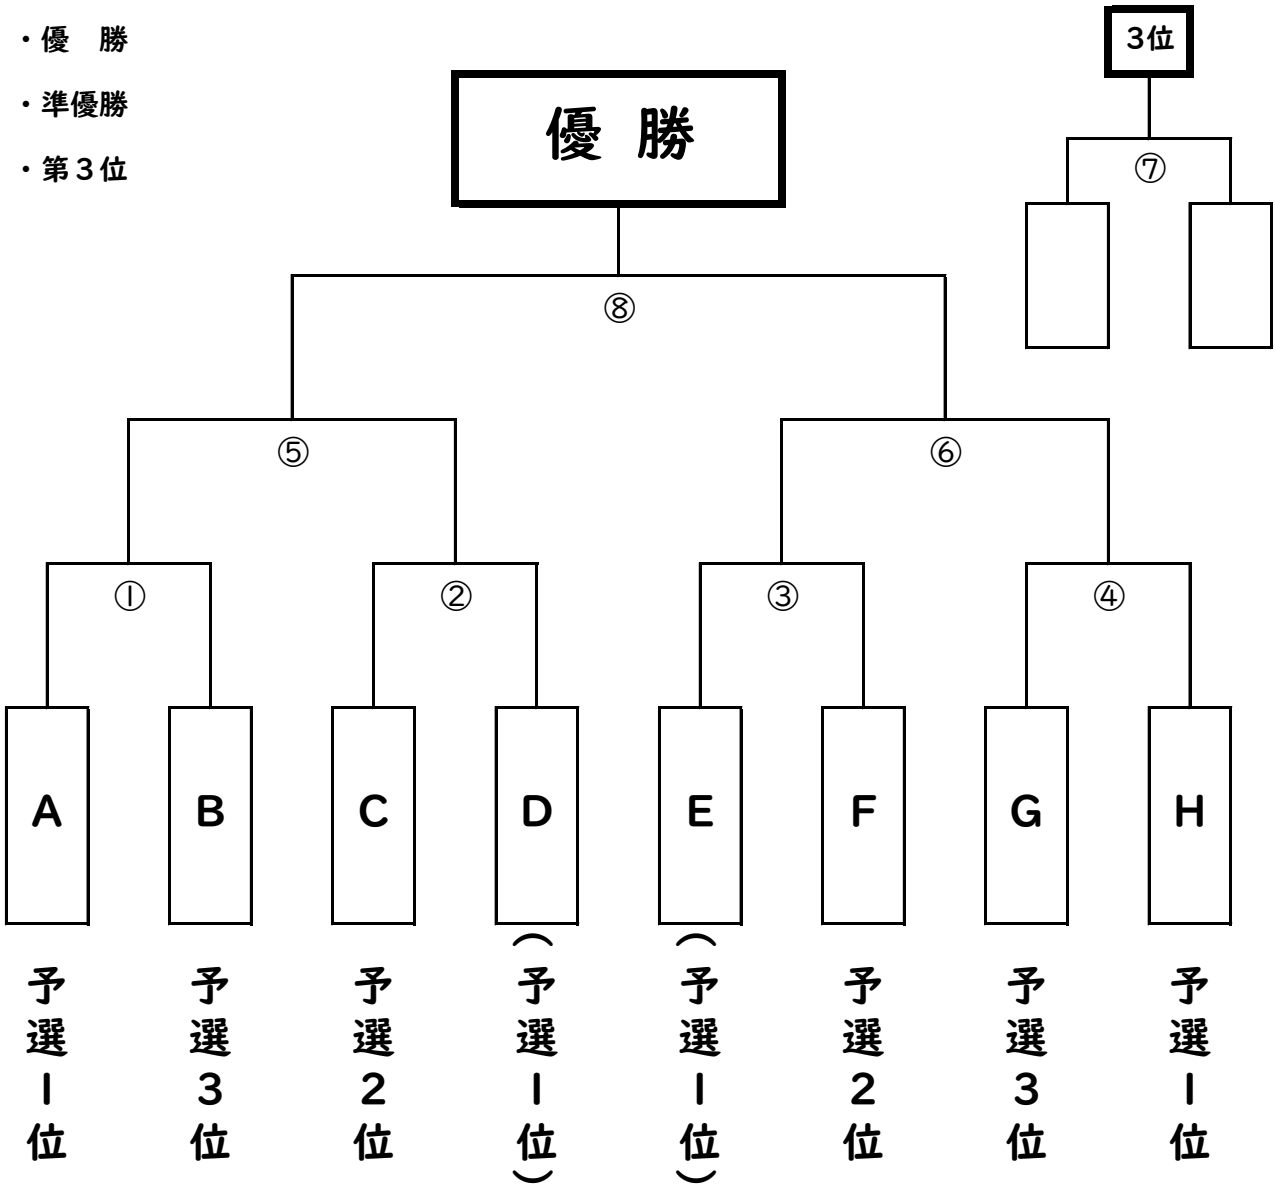 ・優　勝
・準優勝
・第３位
優 勝
3位
⑦
⑧
⑤
⑥
①
②
③
④
A
B
C
D
E
F
G
H
予選1位
予選3位
予選2位
（予選1位）
（予選1位）
予選2位
予選3位
予選1位